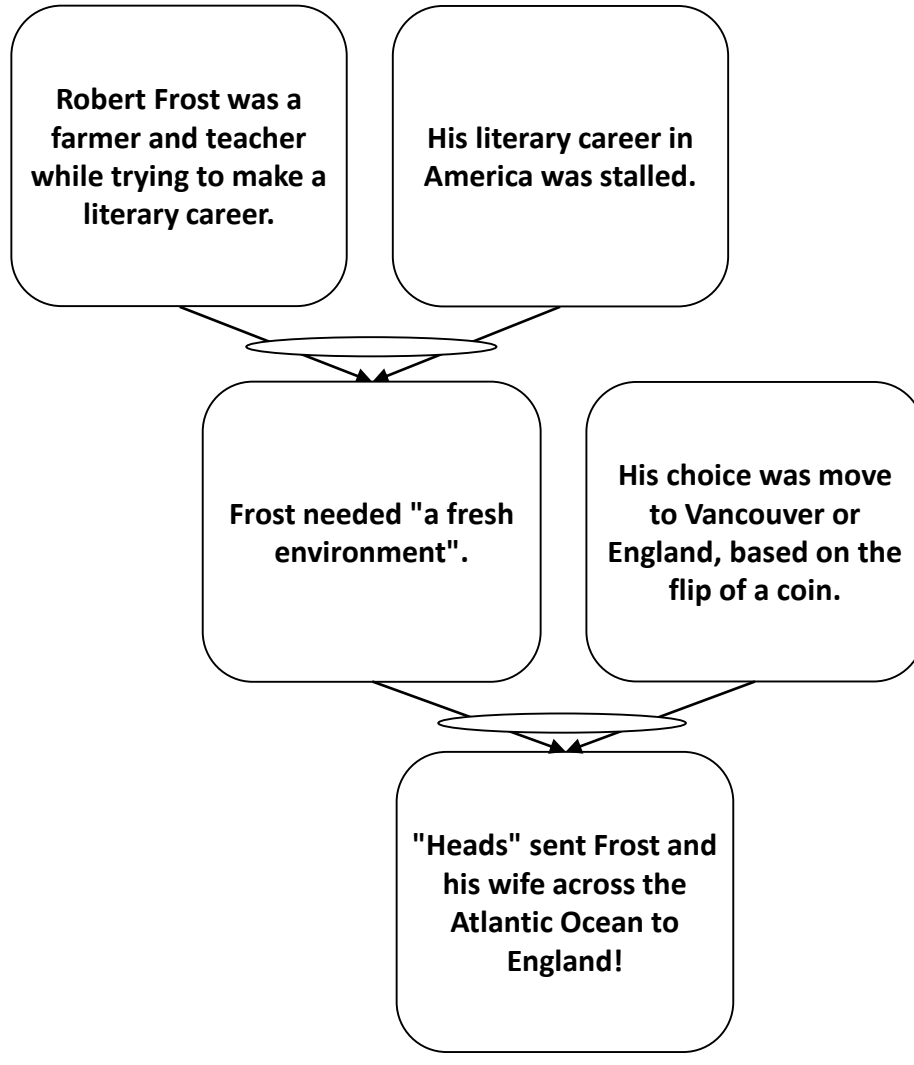 Robert Frost was a
farmer and teacher
while trying to make a
literary career.
His literary career in
America was stalled.
Frost needed "a fresh
environment".
His choice was move
to Vancouver or
England, based on the
flip of a coin.
"Heads" sent Frost and
his wife across the
Atlantic Ocean to
England!